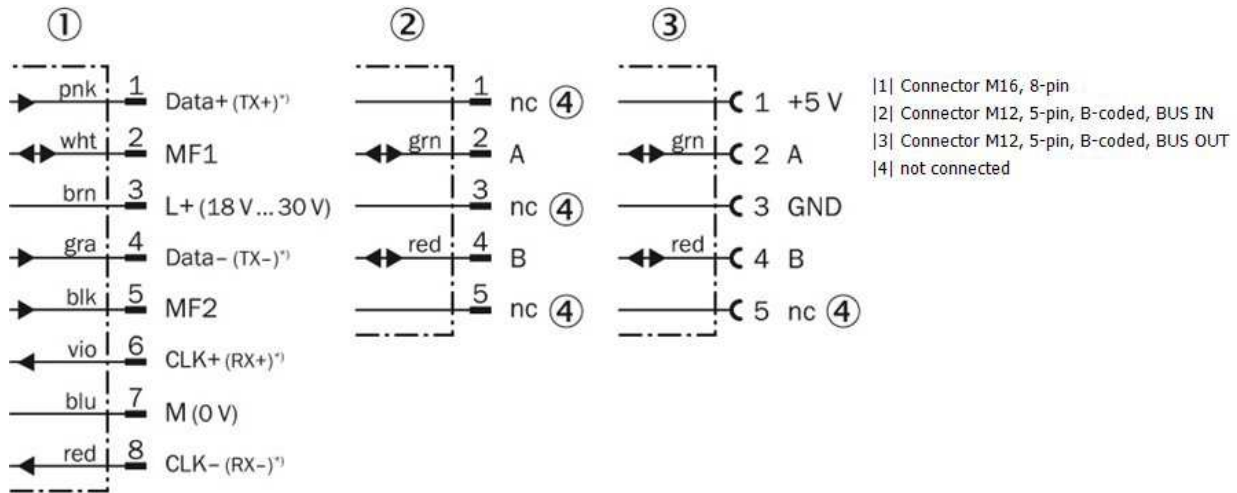 ① ② ③
pnk 1 Data+ (TX+)*)
wht 2 MF1
brn 3 L+ (18 V ... 30 V)
gra 4 Data– (TX–)*)
blk 5 MF2
vio 6 CLK+ (RX+)*)
blu 7 M (0 V)
red 8 CLK– (RX–)*)
1 nc ④
grn 2 A
3 nc ④
red 4 B
5 nc ④
1 +5 V
grn 2 A
3 GND
red 4 B
5 nc ④
|1| Connector M16, 8-pin
|2| Connector M12, 5-pin, B-coded, BUS IN
|3| Connector M12, 5-pin, B-coded, BUS OUT
|4| not connected